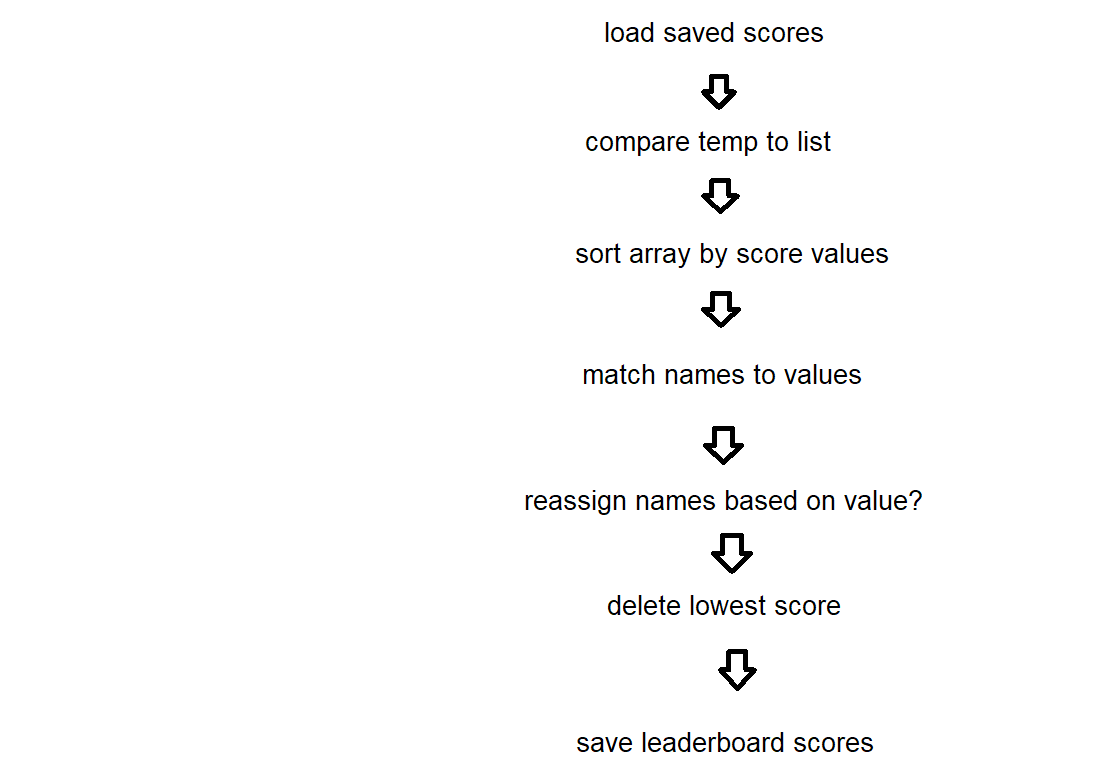 load saved scores
compare temp to list
sort array by score values
match names to values
reassign names based on value?
delete lowest score
save leaderboard scores